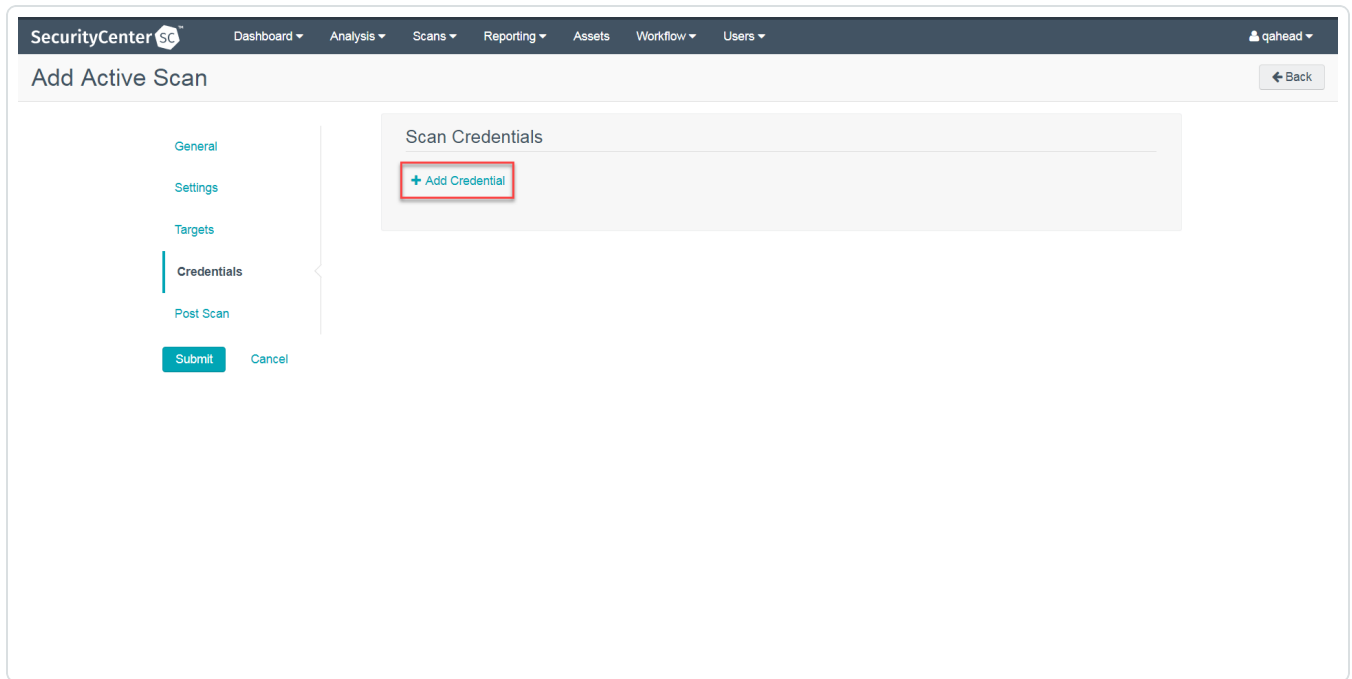 SecurityCenter SC™ Dashboard Analysis Scans Reporting Assets Workflow Users qahead
Add Active Scan Back
General
Settings
Targets
Credentials
Post Scan
Submit Cancel
Scan Credentials
+ Add Credential